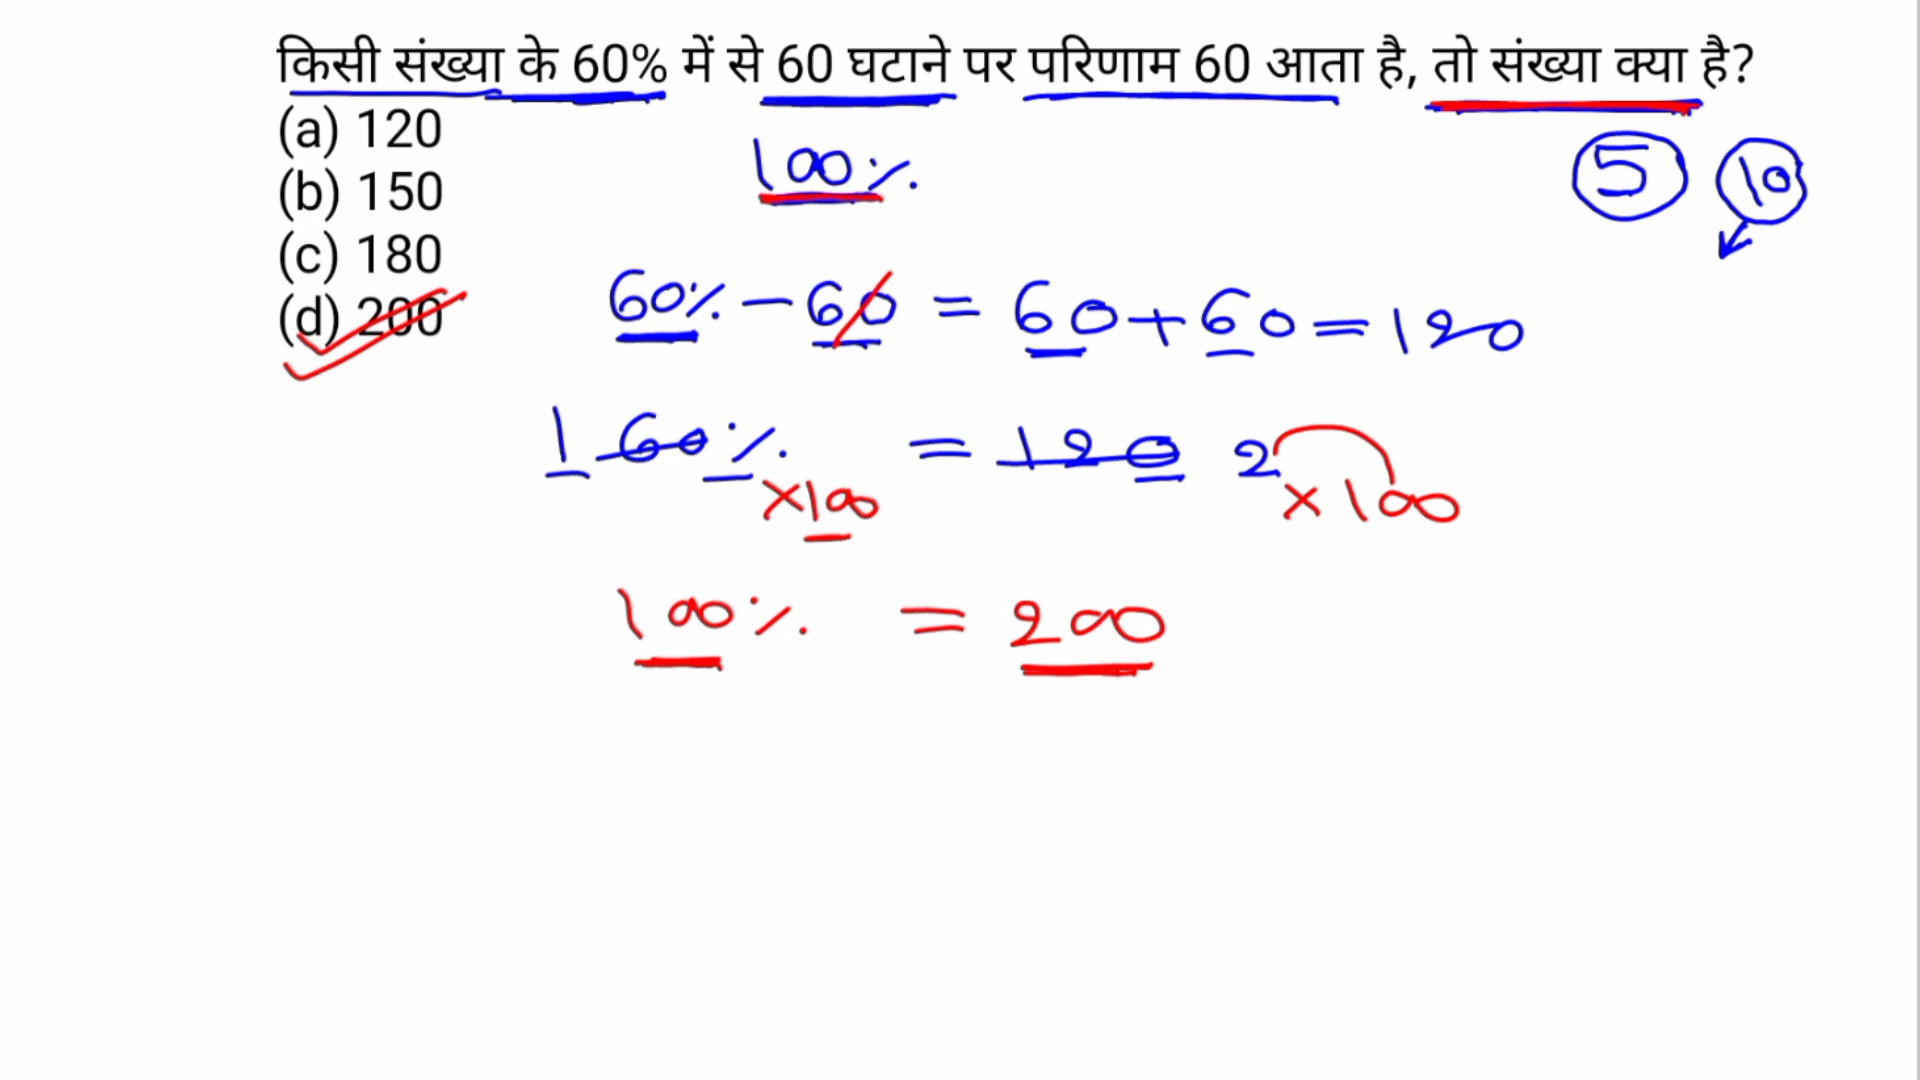 किसी संख्या के 60% में से 60 घटाने पर परिणाम 60 आता है, तो संख्या क्या है?
(a) 120
(b) 150
(c) 180
(d) 200
100%
5 10
60% - 60 = 60 + 60 = 120
1 60% = 120 2
×100 ×100
100% = 200